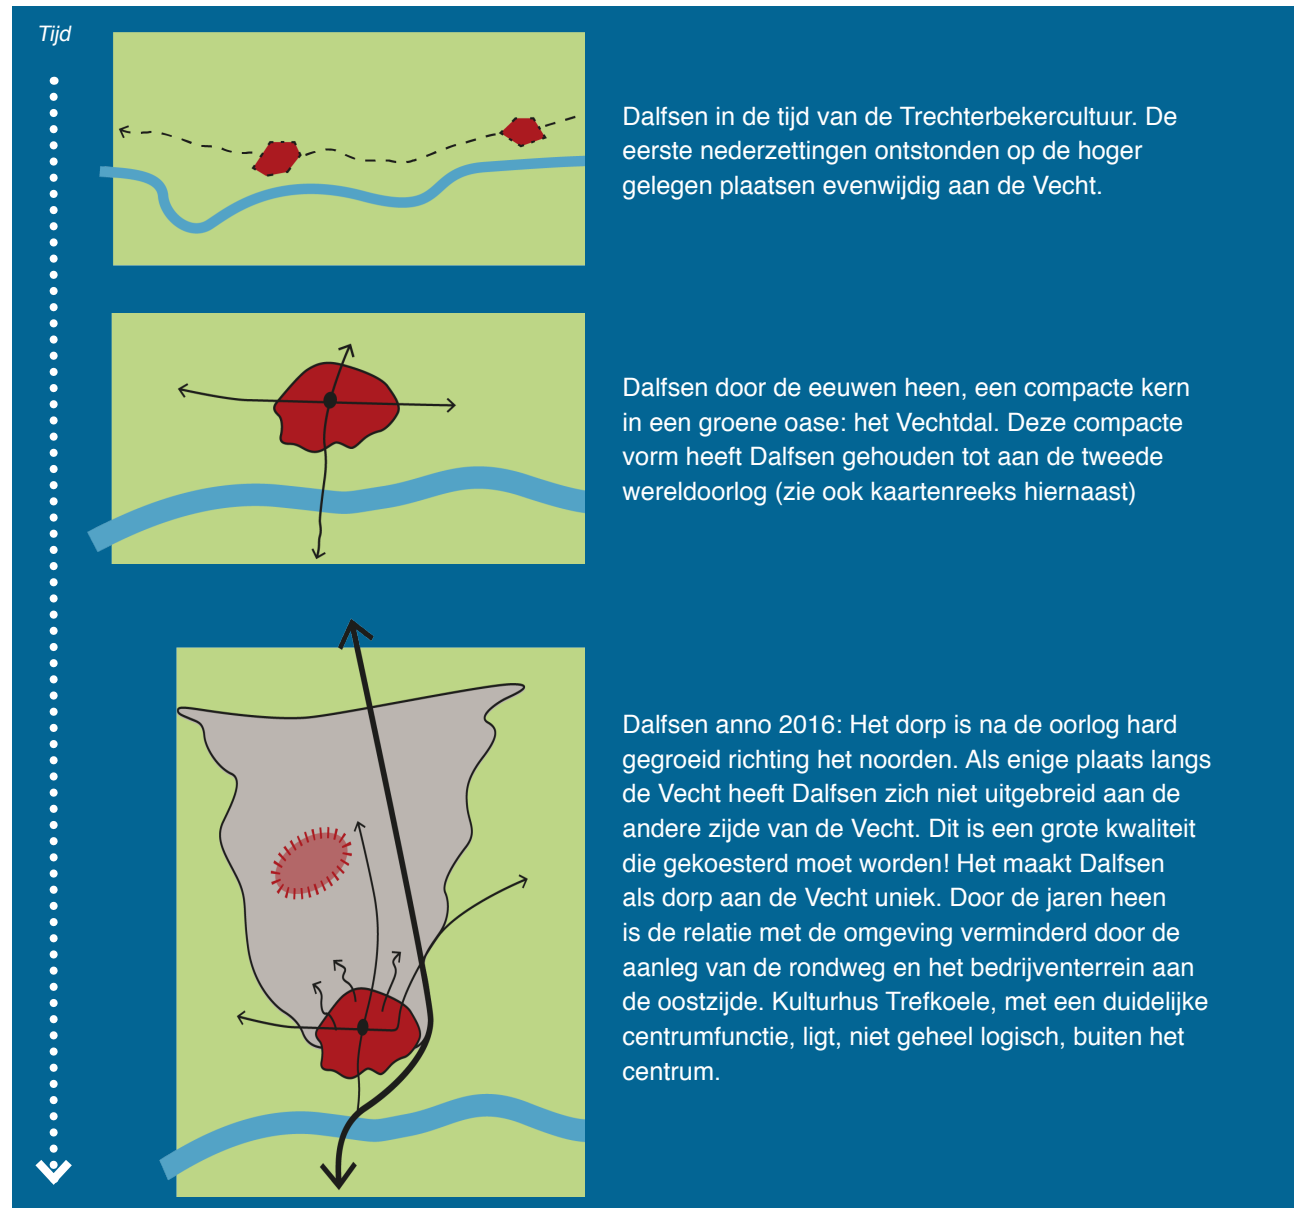 Tijd
Dalfsen in de tijd van de Trechterbekercultuur. De
eerste nederzettingen ontstonden op de hoger
gelegen plaatsen evenwijdig aan de Vecht.
Dalfsen door de eeuwen heen, een compacte kern
in een groene oase: het Vechtdal. Deze compacte
vorm heeft Dalfsen gehouden tot aan de tweede
wereldoorlog (zie ook kaartenreeks hiernaast)
Dalfsen anno 2016: Het dorp is na de oorlog hard
gegroeid richting het noorden. Als enige plaats langs
de Vecht heeft Dalfsen zich niet uitgebreid aan de
andere zijde van de Vecht. Dit is een grote kwaliteit
die gekoesterd moet worden! Het maakt Dalfsen
als dorp aan de Vecht uniek. Door de jaren heen
is de relatie met de omgeving verminderd door de
aanleg van de rondweg en het bedrijventerrein aan
de oostzijde. Kulturhus Trefkoele, met een duidelijke
centrumfunctie, ligt, niet geheel logisch, buiten het
centrum.